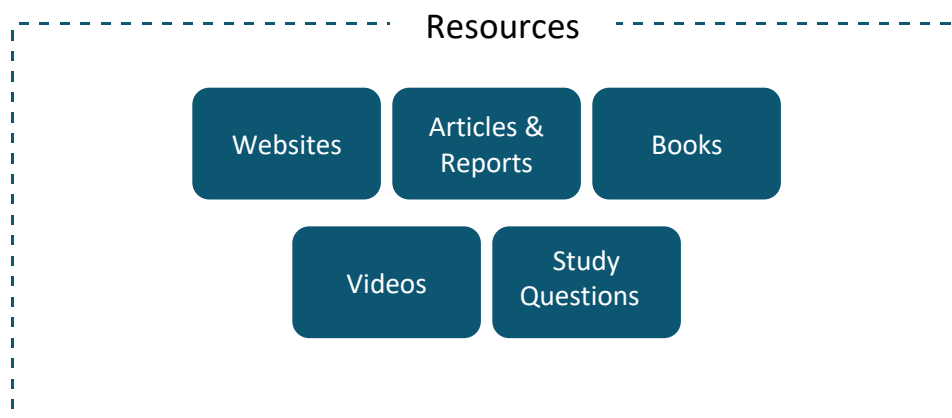 Resources
Websites
Articles &
Reports
Books
Videos
Study
Questions